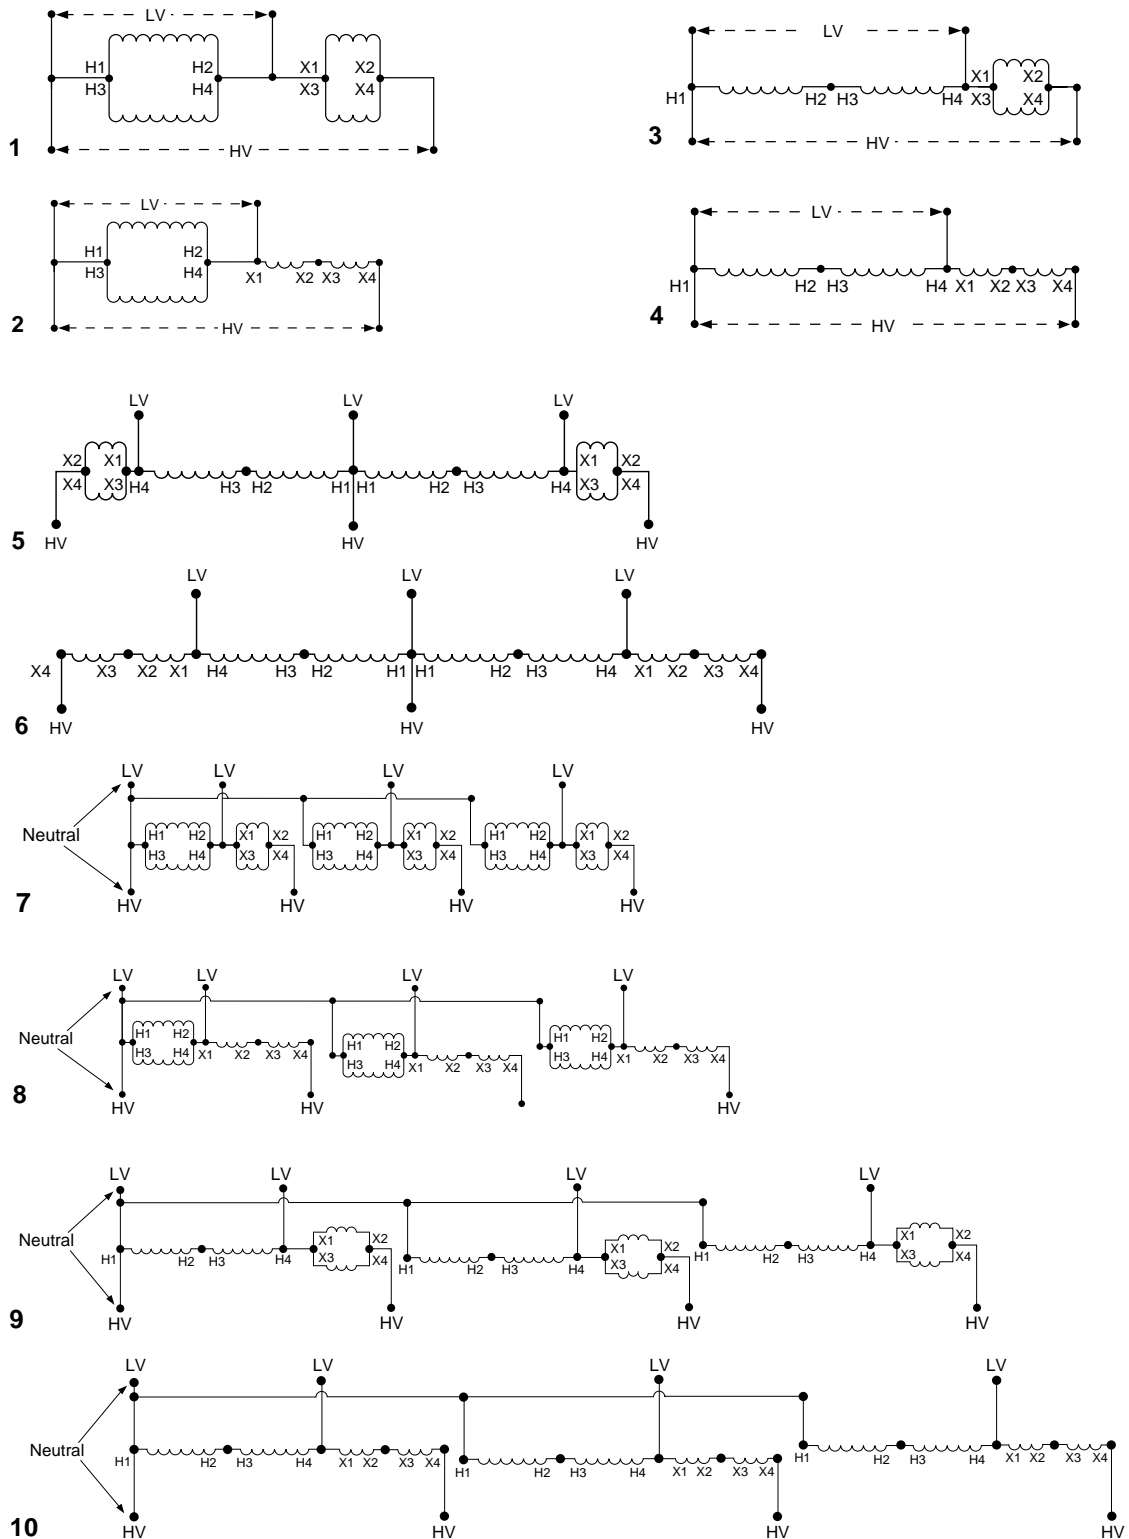 LV
H1 H2 X1 X2
H3 H4 X3 X4
HV
1
LV
X1 X2
H1 H2 H3 H4 X3 X4
HV
3
LV
H1 H2
H3 H4 X1 X2 X3 X4
HV
2
LV
H1 H2 H3 H4 X1 X2 X3 X4
HV
4
LV LV LV
X2 X1 X1 X2
X4 X3 H4 H3 H2 H1 H1 H2 H3 H4 X3 X4
HV HV HV
5
LV LV LV
X4 X3 X2 X1 H4 H3 H2 H1 H1 H2 H3 H4 X1 X2 X3 X4
HV HV HV
6
LV LV LV LV
Neutral
H1 H2 X1 X2 H1 H2 X1 X2 H1 H2 X1 X2
H3 H4 X3 X4 H3 H4 X3 X4 H3 H4 X3 X4
HV HV HV HV
7
LV LV LV LV
Neutral
H1 H2 H1 H2 H1 H2
H3 H4 X1 X2 X3 X4 H3 H4 X1 X2 X3 X4 H3 H4 X1 X2 X3 X4
HV HV HV
8
LV LV LV LV
Neutral
X1 X2 X1 X2 X1 X2
H1 H2 H3 H4 X3 X4 H1 H2 H3 H4 X3 X4 H1 H2 H3 H4 X3 X4
HV HV HV HV
9
LV LV LV LV
Neutral
H1 H2 H3 H4 X1 X2 X3 X4 H1 H2 H3 H4 X1 X2 X3 X4 H1 H2 H3 H4 X1 X2 X3 X4
HV HV HV HV
10